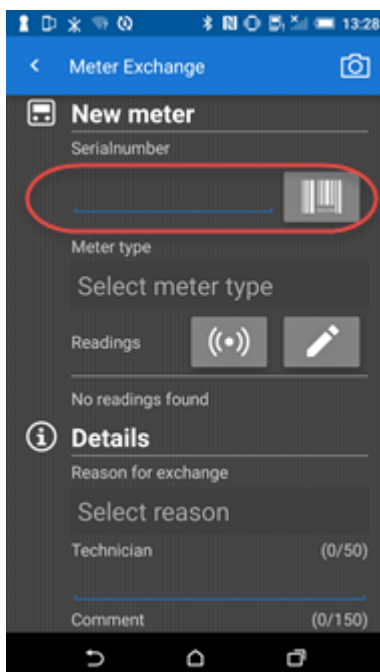 13:28
Meter Exchange
New meter
Serialnumber
Meter type
Select meter type
Readings
No readings found
Details
Reason for exchange
Select reason
Technician (0/50)
Comment (0/150)